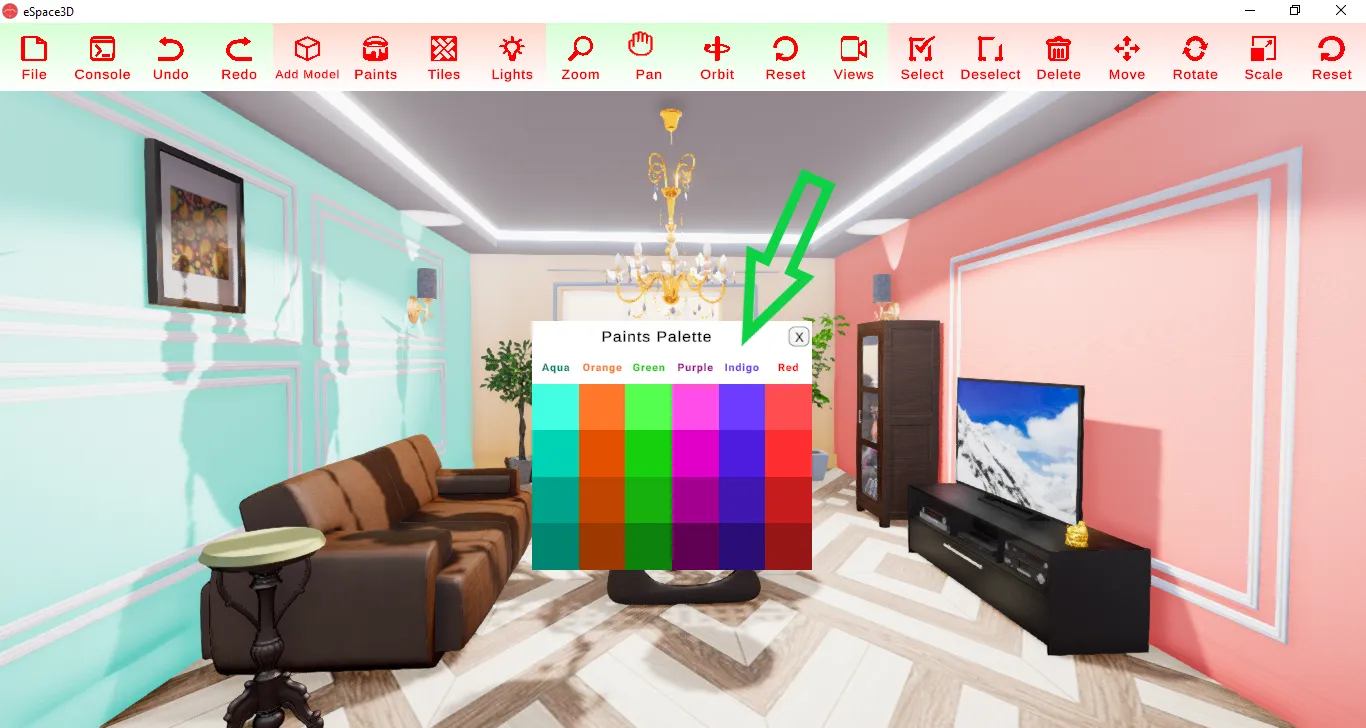 eSpace3D
File Console Undo Redo Add Model Paints Tiles Lights Zoom Pan Orbit Reset Views Select Deselect Delete Move Rotate Scale Reset
Paints Palette X
Aqua Orange Green Purple Indigo Red